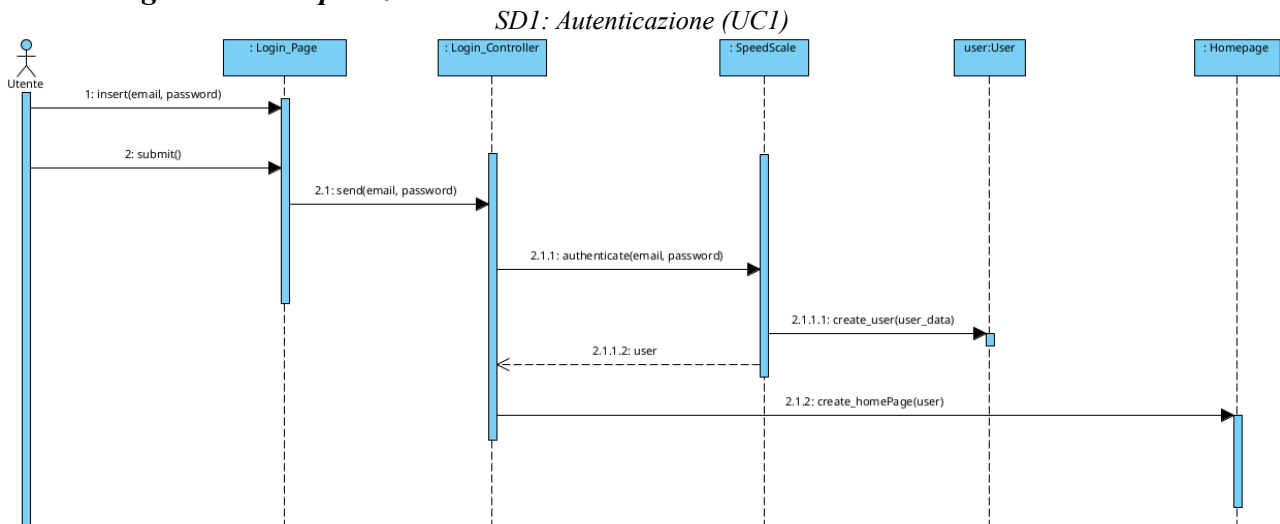 SD1: Autenticazione (UC1)
: Login_Page
: Login_Controller
: SpeedScale
user:User
: Homepage
Utente
1: insert(email, password)
2: submit()
2.1: send(email, password)
2.1.1: authenticate(email, password)
2.1.1.1: create_user(user_data)
2.1.1.2: user
2.1.2: create_homePage(user)